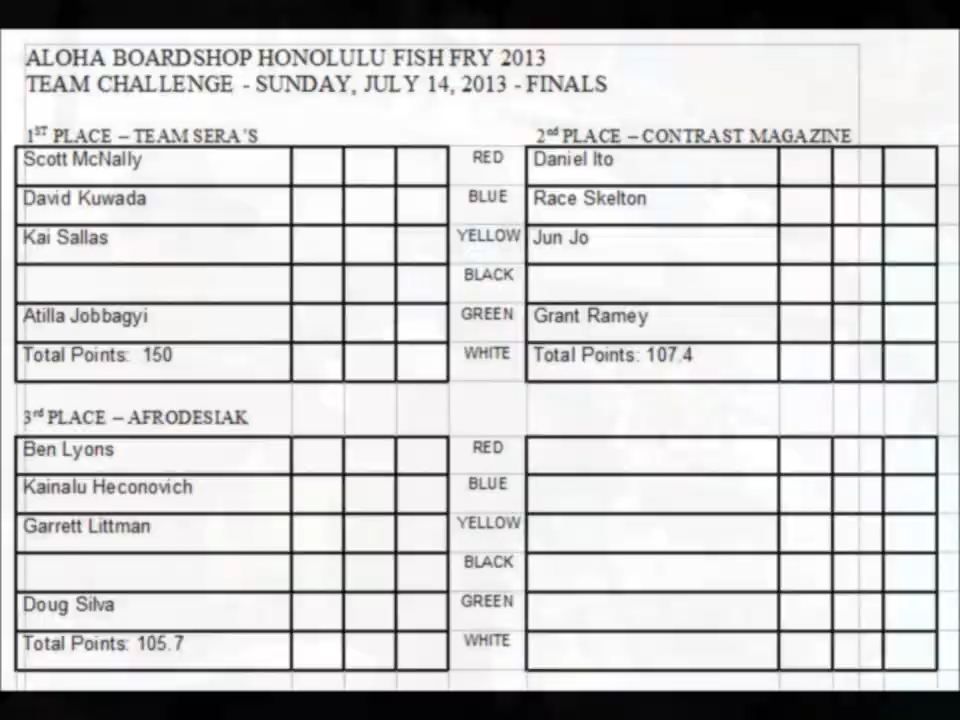 ALOHA BOARDSHOP HONOLULU FISH FRY 2013
TEAM CHALLENGE - SUNDAY, JULY 14, 2013 - FINALS
1ST PLACE – TEAM SERA'S
2nd PLACE – CONTRAST MAGAZINE
Scott McNally RED Daniel Ito
David Kuwada BLUE Race Skelton
Kai Sallas YELLOW Jun Jo
BLACK
Atilla Jobbagyi GREEN Grant Ramey
Total Points: 150 WHITE Total Points: 107.4
3rd PLACE – AFRODESIAK
Ben Lyons RED
Kainalu Heconovich BLUE
Garrett Littman YELLOW
BLACK
Doug Silva GREEN
Total Points: 105.7 WHITE